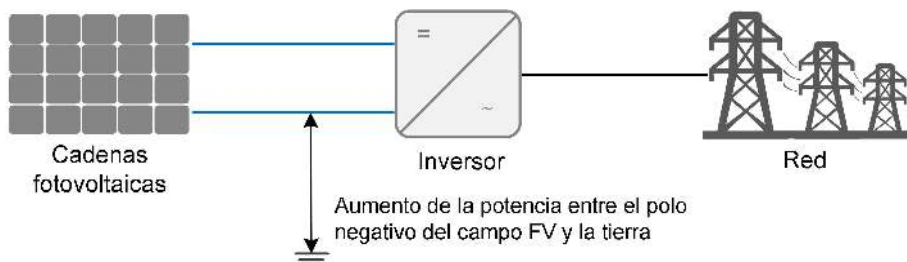 Cadenas
fotovoltaicas
Inversor
Red
Aumento de la potencia entre el polo
negativo del campo FV y la tierra